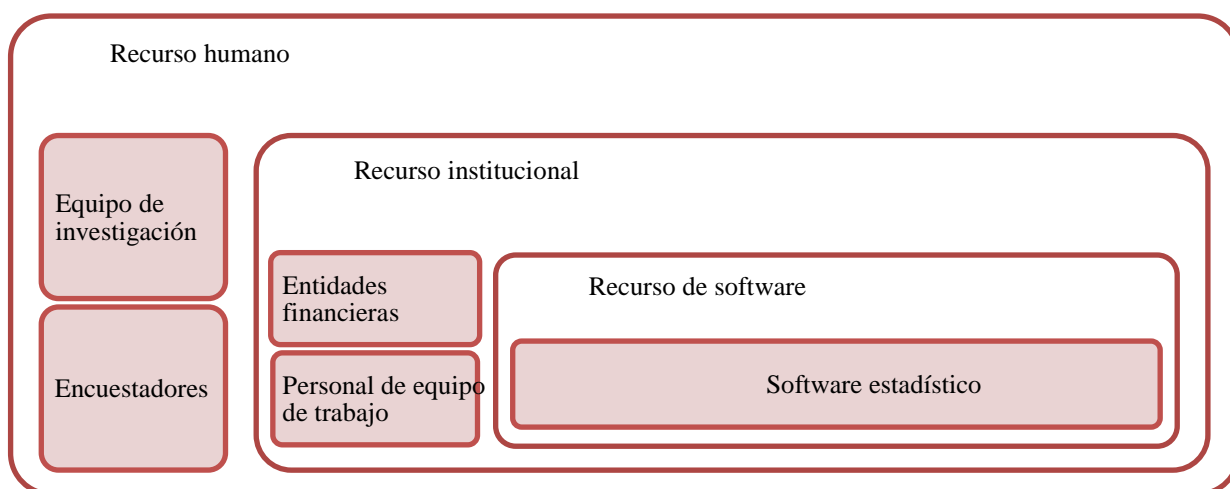 Recurso humano
Equipo de
investigación
Encuestadores
Recurso institucional
Entidades
financieras
Personal de equipo
de trabajo
Recurso de software
Software estadístico